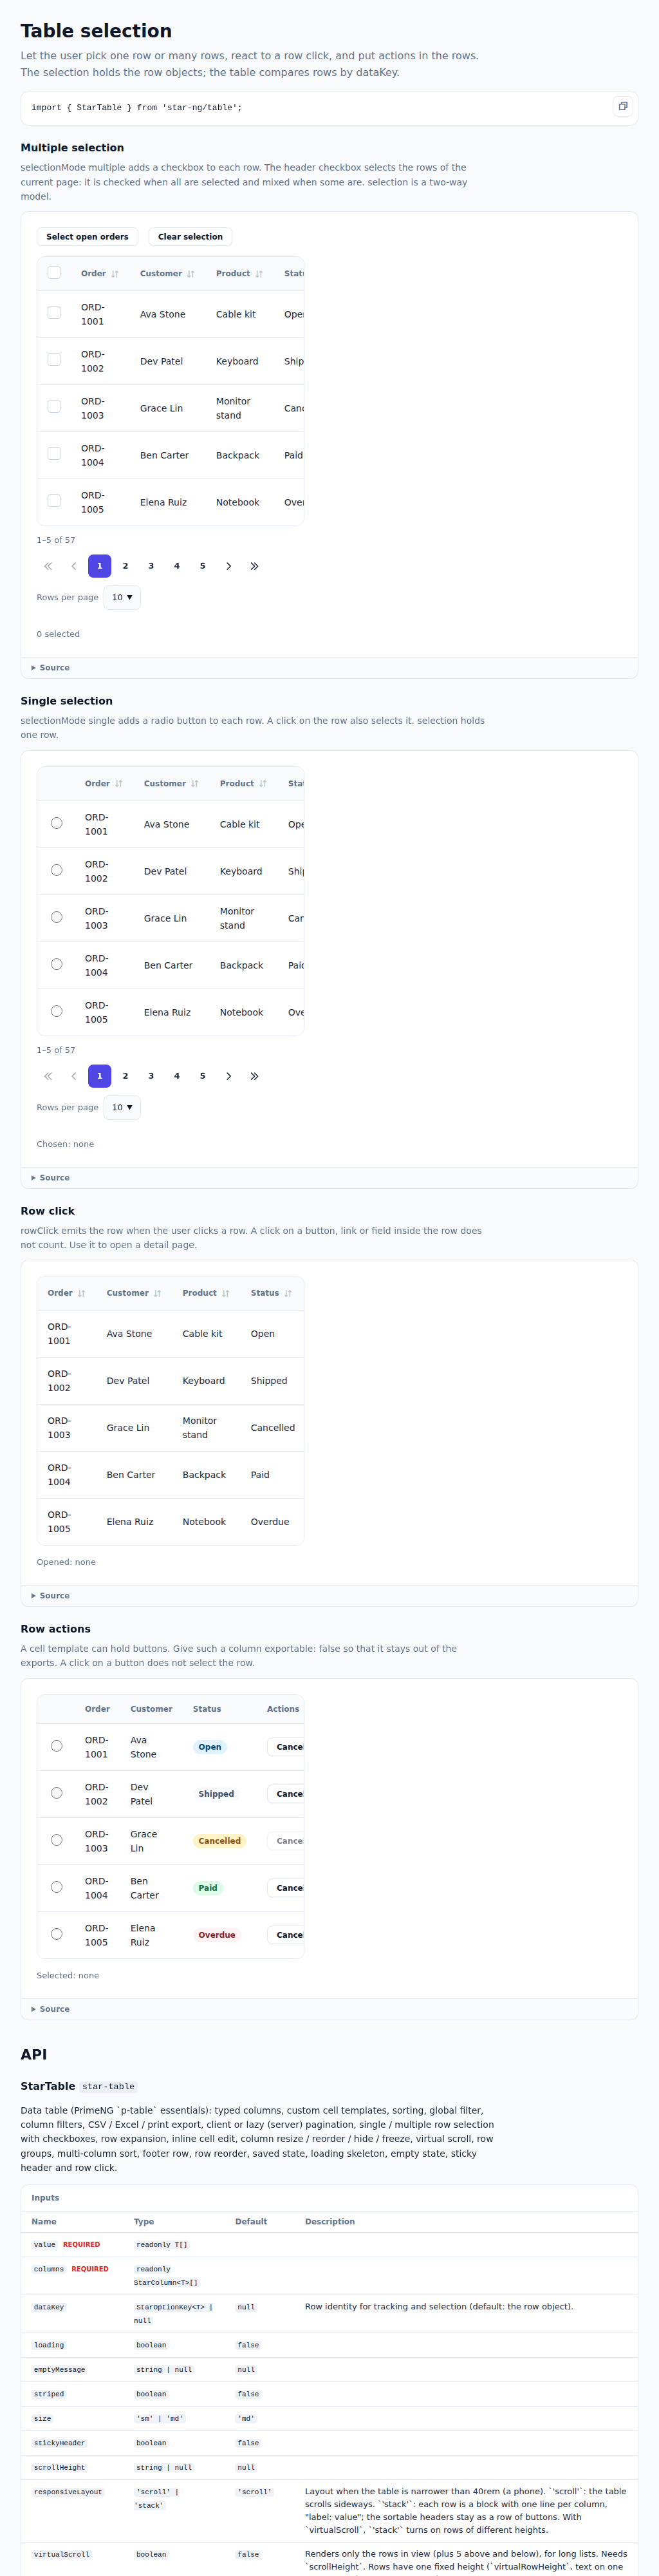 Table selection
Let the user pick one row or many rows, react to a row click, and put actions in the rows.
The selection holds the row objects; the table compares rows by dataKey.
import { StarTable } from 'star-ng/table';
Multiple selection
selectionMode multiple adds a checkbox to each row. The header checkbox selects the rows of the
current page: it is checked when all are selected and mixed when some are. selection is a two-way
model.
Select open orders Clear selection
Order Customer Product Statu
ORD-
1001 Ava Stone Cable kit Open
ORD-
1002 Dev Patel Keyboard Ship
ORD-
1003 Grace Lin Monitor
stand Canc
ORD-
1004 Ben Carter Backpack Paid
ORD-
1005 Elena Ruiz Notebook Over
1–5 of 57
1 2 3 4 5
Rows per page 10 ▼
0 selected
▶ Source
Single selection
selectionMode single adds a radio button to each row. A click on the row also selects it. selection holds
one row.
Order Customer Product Stat
ORD-
1001 Ava Stone Cable kit Ope
ORD-
1002 Dev Patel Keyboard Ship
ORD-
1003 Grace Lin Monitor
stand Can
ORD-
1004 Ben Carter Backpack Paid
ORD-
1005 Elena Ruiz Notebook Ove
1–5 of 57
1 2 3 4 5
Rows per page 10 ▼
Chosen: none
▶ Source
Row click
rowClick emits the row when the user clicks a row. A click on a button, link or field inside the row does
not count. Use it to open a detail page.
Order Customer Product Status
ORD-
1001 Ava Stone Cable kit Open
ORD-
1002 Dev Patel Keyboard Shipped
ORD-
1003 Grace Lin Monitor
stand Cancelled
ORD-
1004 Ben Carter Backpack Paid
ORD-
1005 Elena Ruiz Notebook Overdue
Opened: none
▶ Source
Row actions
A cell template can hold buttons. Give such a column exportable: false so that it stays out of the
exports. A click on a button does not select the row.
Order Customer Status Actions
ORD-
1001 Ava
Stone Open Cancel
ORD-
1002 Dev
Patel Shipped Cancel
ORD-
1003 Grace
Lin Cancelled Cancel
ORD-
1004 Ben
Carter Paid Cancel
ORD-
1005 Elena
Ruiz Overdue Cancel
Selected: none
▶ Source
API
StarTable star-table
Data table (PrimeNG `p-table` essentials): typed columns, custom cell templates, sorting, global filter,
column filters, CSV / Excel / print export, client or lazy (server) pagination, single / multiple row selection
with checkboxes, row expansion, inline cell edit, column resize / reorder / hide / freeze, virtual scroll, row
groups, multi-column sort, footer row, row reorder, saved state, loading skeleton, empty state, sticky
header and row click.
Inputs
Name Type Default Description
value REQUIRED readonly T[]
columns REQUIRED readonly
StarColumn<T>[]
dataKey StarOptionKey<T> |
null null Row identity for tracking and selection (default: the row object).
loading boolean false
emptyMessage string | null null
striped boolean false
size 'sm' | 'md' 'md'
stickyHeader boolean false
scrollHeight string | null null
responsiveLayout 'scroll' |
'stack' 'scroll' Layout when the table is narrower than 40rem (a phone). `'scroll'`: the table
scrolls sideways. `'stack'`: each row is a block with one line per column,
"label: value"; the sortable headers stay as a row of buttons. With
`virtualScroll`, `'stack'` turns on rows of different heights.
virtualScroll boolean false Renders only the rows in view (plus 5 above and below), for long lists. Needs
`scrollHeight`. Rows have one fixed height (`virtualRowHeight`, text on one